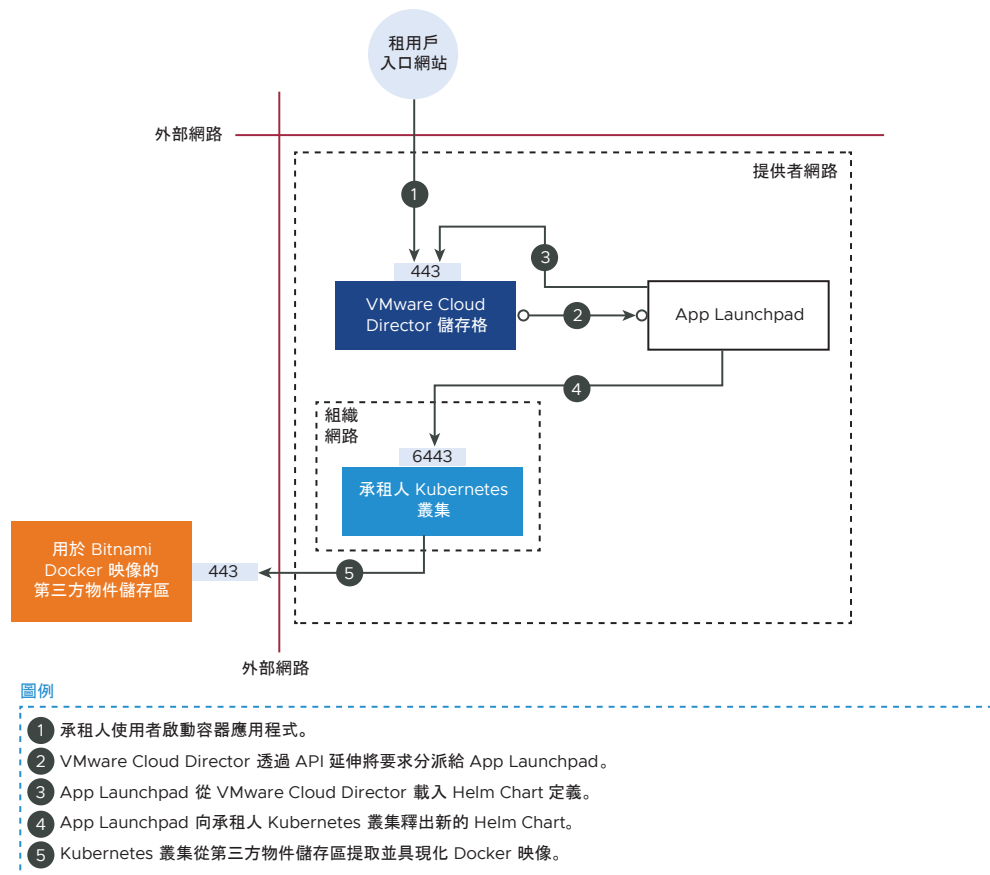 租用戶
入口網站
外部網路
提供者網路
1
3
443
VMware Cloud
Director 儲存格
2
App Launchpad
4
組織
網路
6443
承租人 Kubernetes
叢集
用於 Bitnami
Docker 映像的
第三方物件儲存區
443
5
外部網路
圖例
1 承租人使用者啟動容器應用程式。
2 VMware Cloud Director 透過 API 延伸將要求分派給 App Launchpad。
3 App Launchpad 從 VMware Cloud Director 載入 Helm Chart 定義。
4 App Launchpad 向承租人 Kubernetes 叢集釋出新的 Helm Chart。
5 Kubernetes 叢集從第三方物件儲存區提取並具現化 Docker 映像。